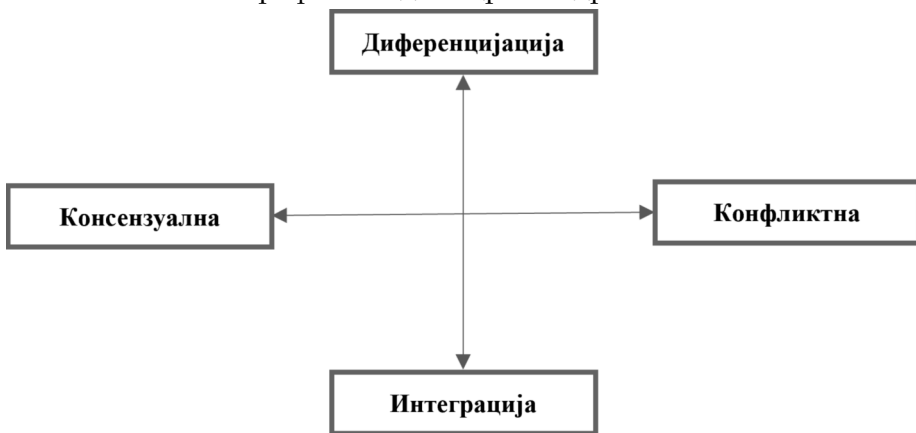 Диференцијација
Консензуална
Конфликтна
Интеграција